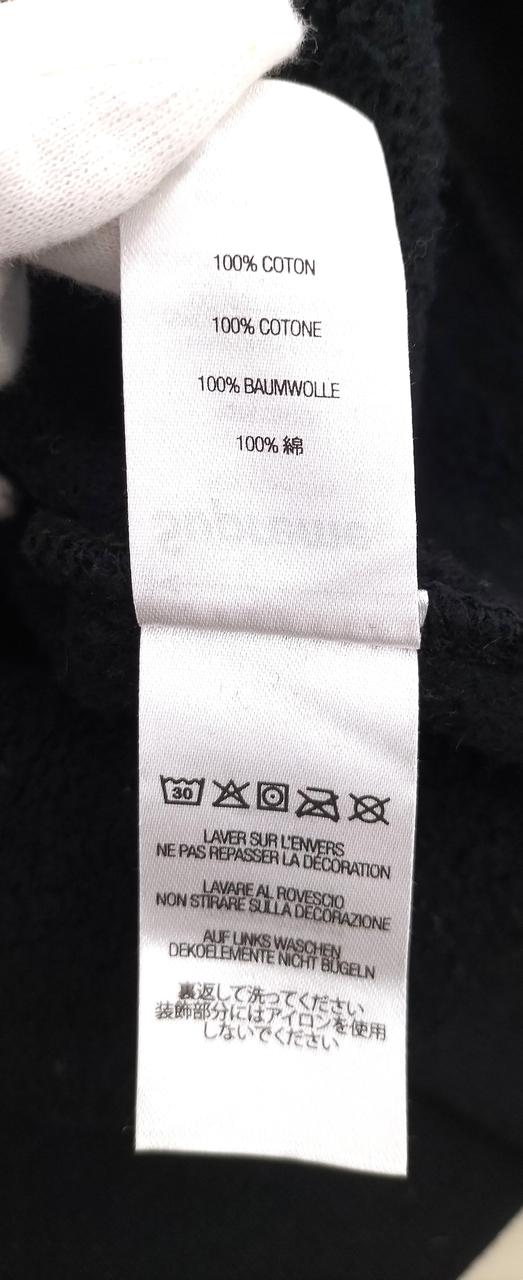 100% COTON
100% COTONE
100% BAUMWOLLE
100% 綿
30
LAVER SUR L'ENVERS
NE PAS REPASSER LA DÉCORATION
LAVARE AL ROVESCIO
NON STIRARE SULLA DECORAZIONE
AUF LINKS WASCHEN
DEKOELEMENTE NICHT BÜGELN
裏返して洗ってください
装飾部分にはアイロンを使用
しないでください